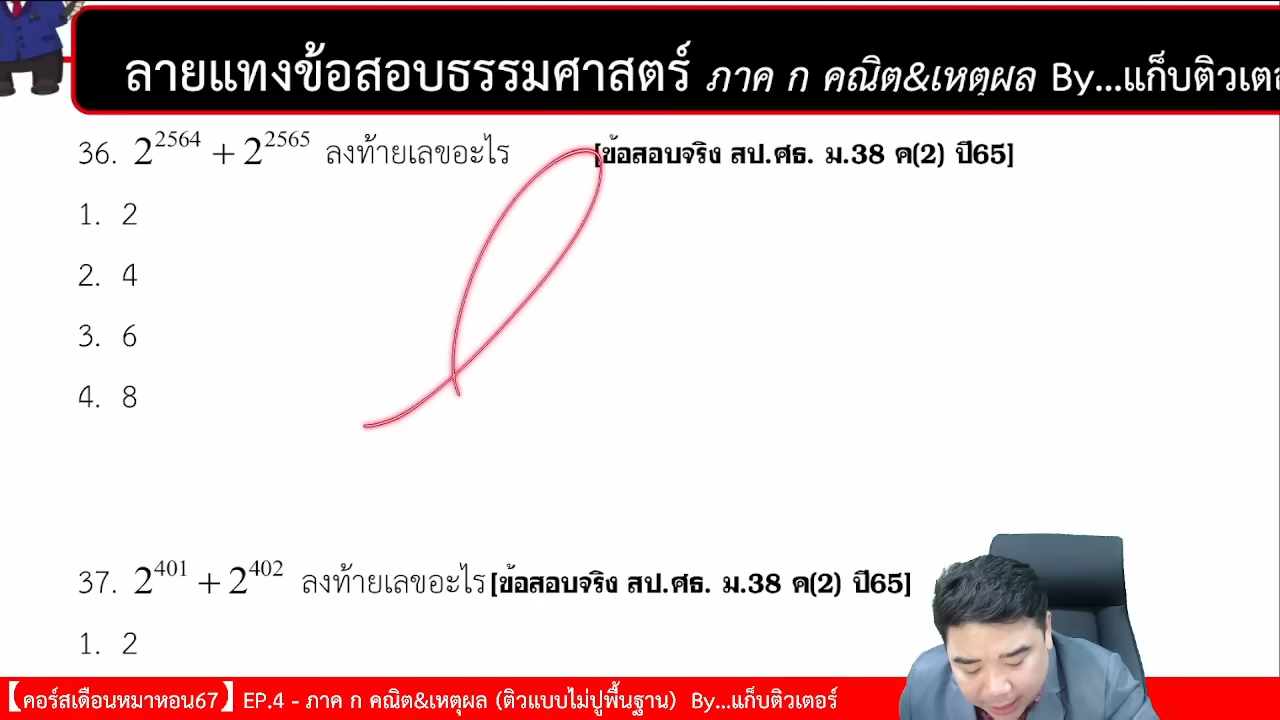 ลายแทงข้อสอบธรรมศาสตร์ ภาค ก คณิต&เหตุผล By...แก็บติวเตอ
36. 2^2564 + 2^2565 ลงท้ายเลขอะไร [ข้อสอบจริง สป.ศธ. ม.38 ค(2) ปี65]
1. 2
2. 4
3. 6
4. 8
37. 2^401 + 2^402 ลงท้ายเลขอะไร [ข้อสอบจริง สป.ศธ. ม.38 ค(2) ปี65]
1. 2
【คอร์สเดือนหมาหอน67】 EP.4 - ภาค ก คณิต&เหตุผล (ติวแบบไม่ปูพื้นฐาน) By...แก็บติวเตอร์